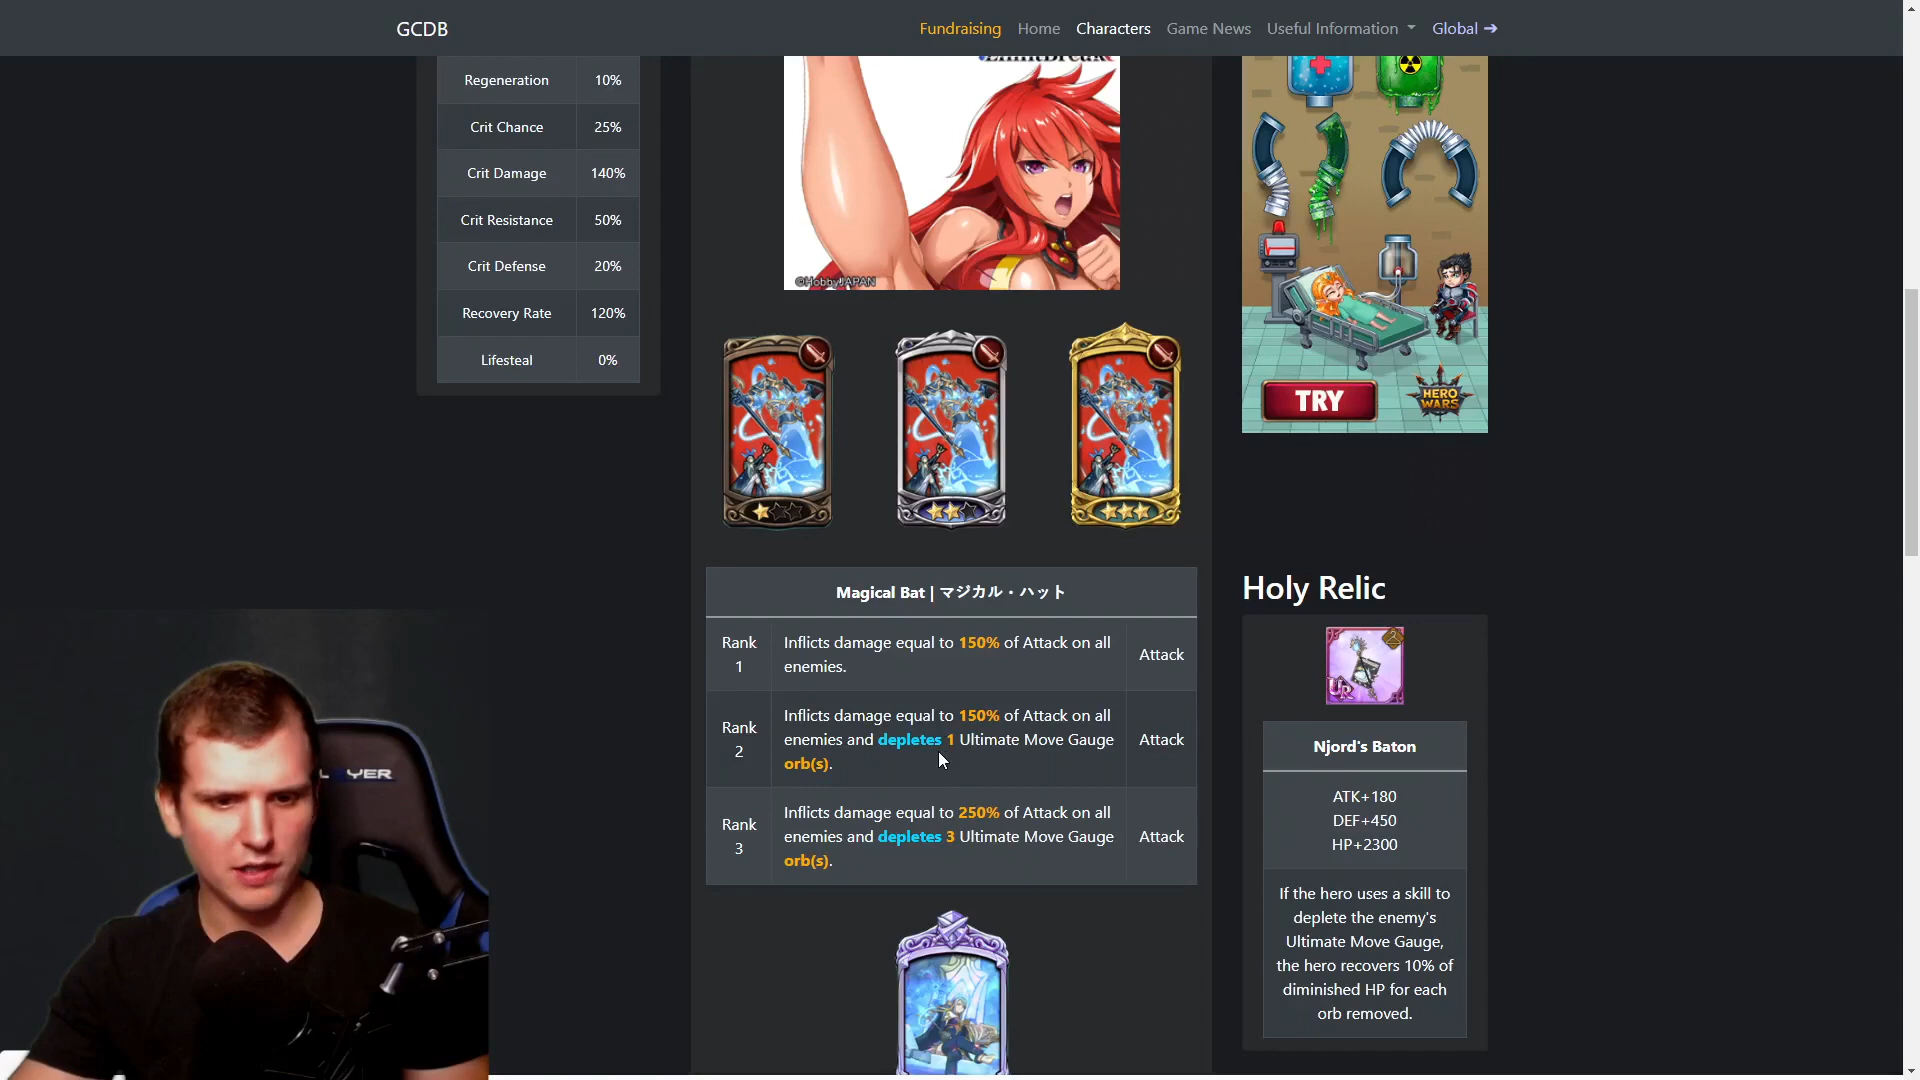 GCDB
Fundraising Home Characters Game News Useful Information Global ➔
Regeneration 10%
Crit Chance 25%
Crit Damage 140%
Crit Resistance 50%
Crit Defense 20%
Recovery Rate 120%
Lifesteal 0%
©HobbyJAPAN
TRY
HERO
WARS
Magical Bat | マジカル・ハット
Rank
1
Inflicts damage equal to 150% of Attack on all
enemies.
Attack
Rank
2
Inflicts damage equal to 150% of Attack on all
enemies and depletes 1 Ultimate Move Gauge
orb(s).
Attack
Rank
3
Inflicts damage equal to 250% of Attack on all
enemies and depletes 3 Ultimate Move Gauge
orb(s).
Attack
Holy Relic
UR
Njord's Baton
ATK+180
DEF+450
HP+2300
If the hero uses a skill to
deplete the enemy's
Ultimate Move Gauge,
the hero recovers 10% of
diminished HP for each
orb removed.